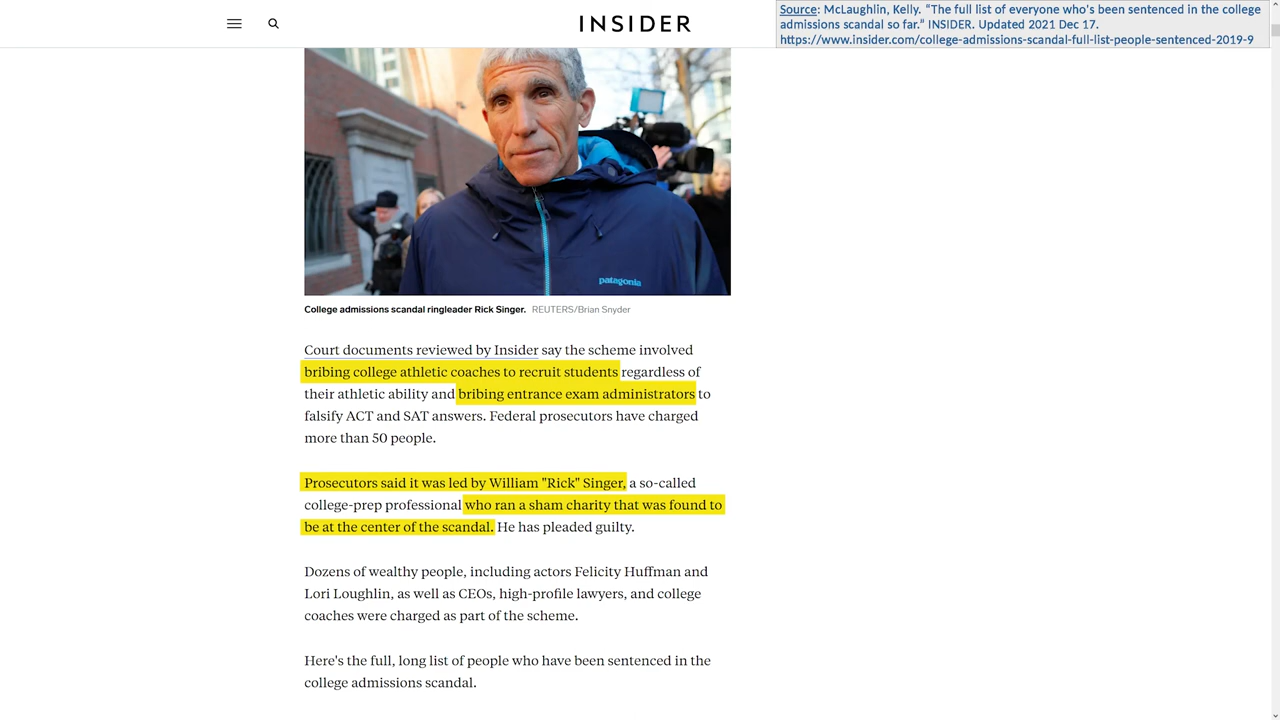 INSIDER
Source: McLaughlin, Kelly. “The full list of everyone who's been sentenced in the college
admissions scandal so far.” INSIDER. Updated 2021 Dec 17.
https://www.insider.com/college-admissions-scandal-full-list-people-sentenced-2019-9
patagonia
College admissions scandal ringleader Rick Singer. REUTERS/Brian Snyder
Court documents reviewed by Insider say the scheme involved
bribing college athletic coaches to recruit students regardless of
their athletic ability and bribing entrance exam administrators to
falsify ACT and SAT answers. Federal prosecutors have charged
more than 50 people.
Prosecutors said it was led by William "Rick" Singer, a so-called
college-prep professional who ran a sham charity that was found to
be at the center of the scandal. He has pleaded guilty.
Dozens of wealthy people, including actors Felicity Huffman and
Lori Loughlin, as well as CEOs, high-profile lawyers, and college
coaches were charged as part of the scheme.
Here's the full, long list of people who have been sentenced in the
college admissions scandal.